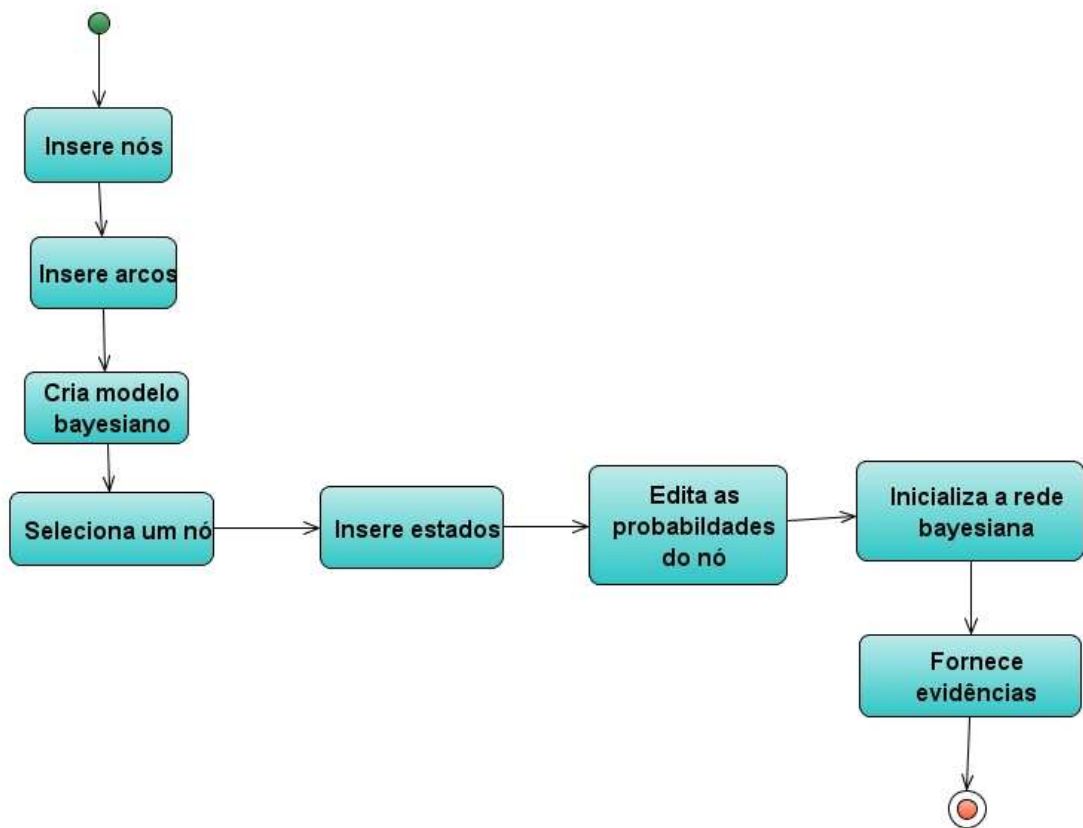 Insere nós
Insere arcos
Cria modelo
bayesiano
Seleciona um nó
Insere estados
Edita as
probabildades
do nó
Inicializa a rede
bayesiana
Fornece
evidências